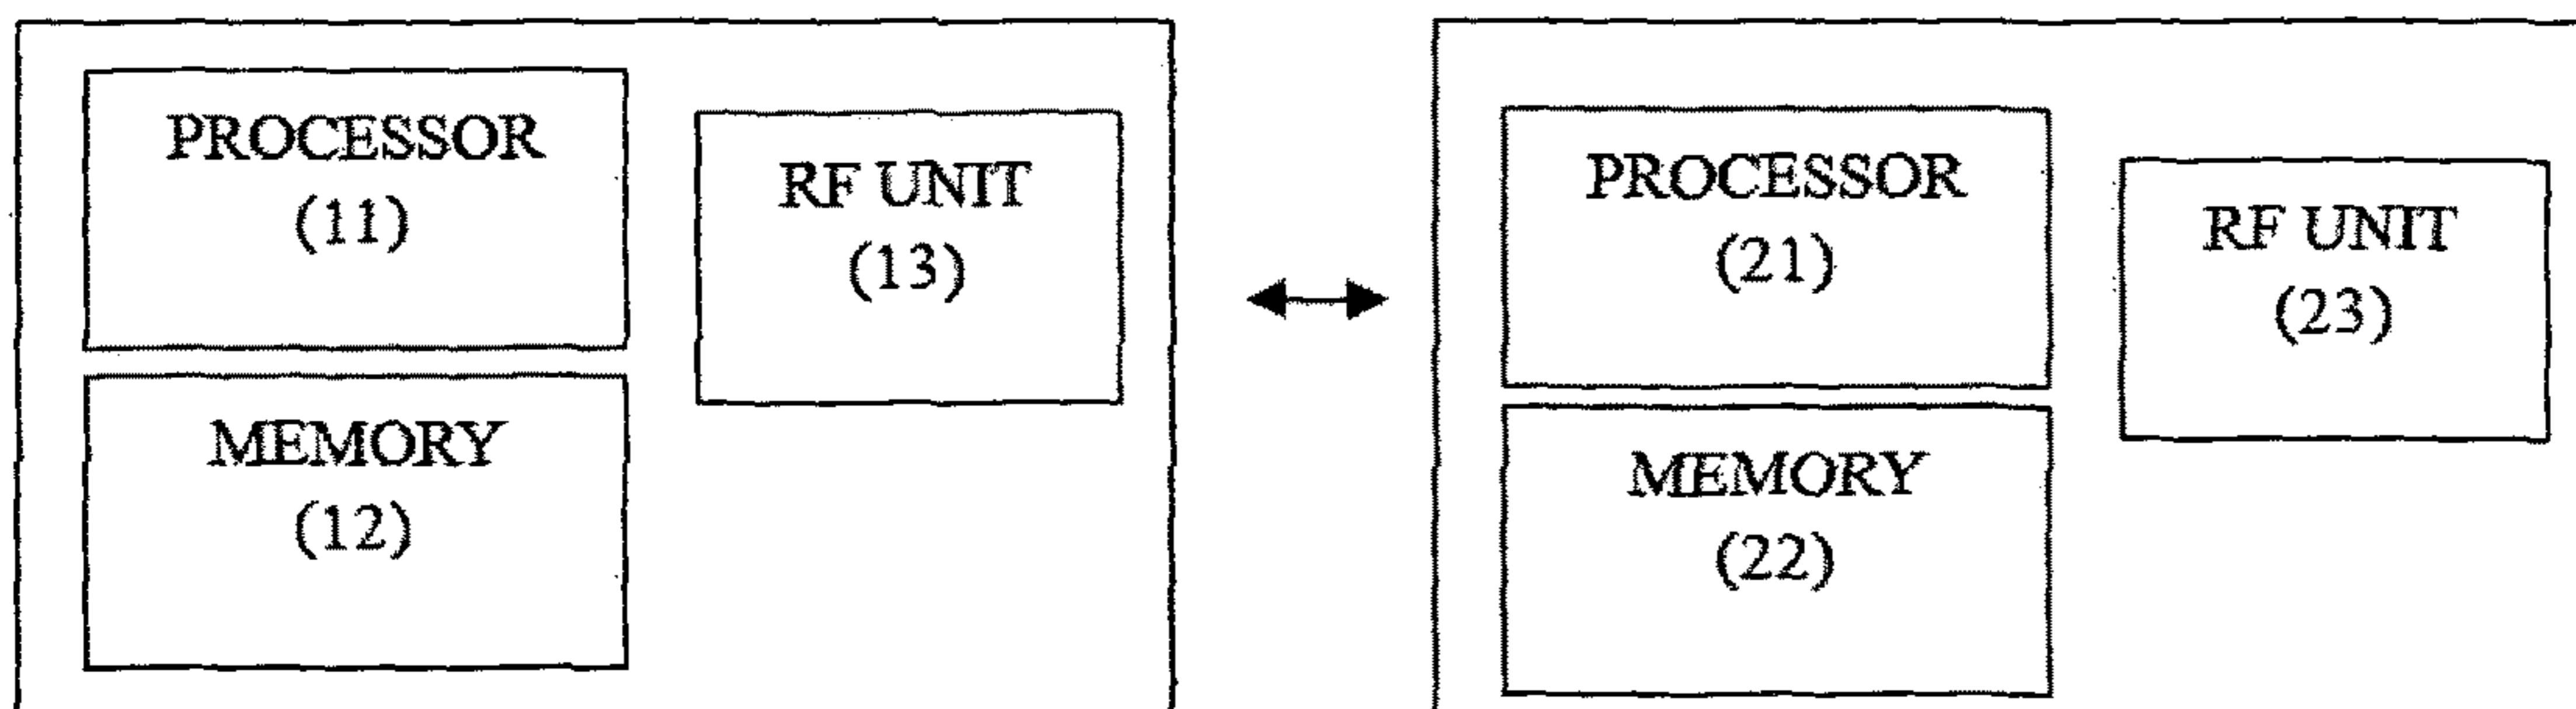 PROCESSOR
(11)
RF UNIT
(13)
MEMORY
(12)
PROCESSOR
(21)
RF UNIT
(23)
MEMORY
(22)